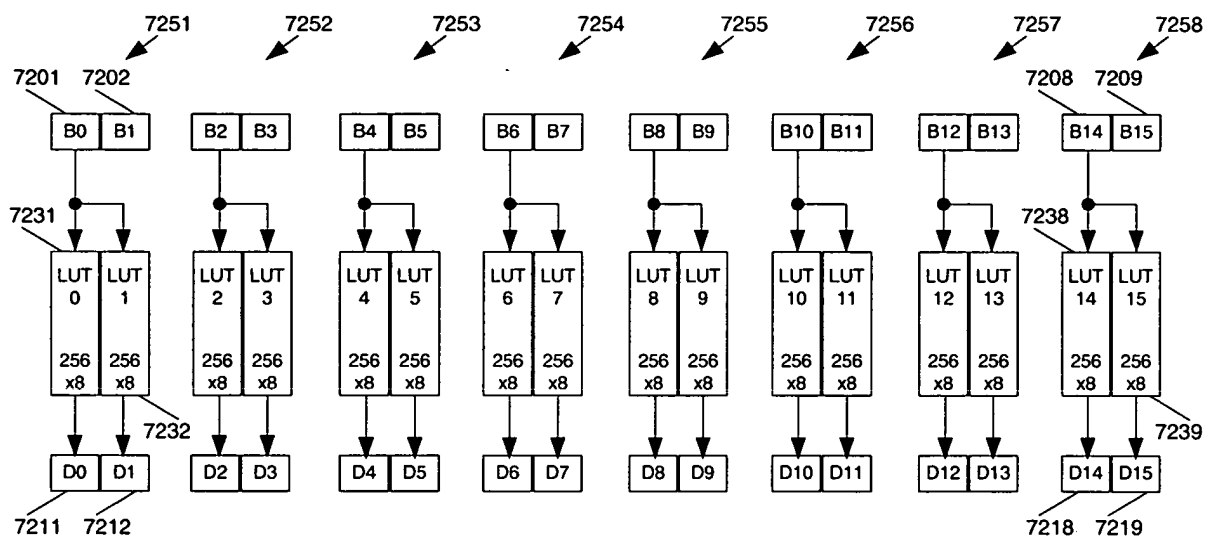 7251 7252 7253 7254 7255 7256 7257 7258
7201 7202 7208 7209
B0 B1 B2 B3 B4 B5 B6 B7 B8 B9 B10 B11 B12 B13 B14 B15
7231 7238
LUT LUT LUT LUT LUT LUT LUT LUT LUT LUT LUT LUT LUT LUT LUT LUT
0 1 2 3 4 5 6 7 8 9 10 11 12 13 14 15
256 256 256 256 256 256 256 256 256 256 256 256 256 256 256 256
x8 x8 x8 x8 x8 x8 x8 x8 x8 x8 x8 x8 x8 x8 x8 x8
7232 7239
D0 D1 D2 D3 D4 D5 D6 D7 D8 D9 D10 D11 D12 D13 D14 D15
7211 7212 7218 7219